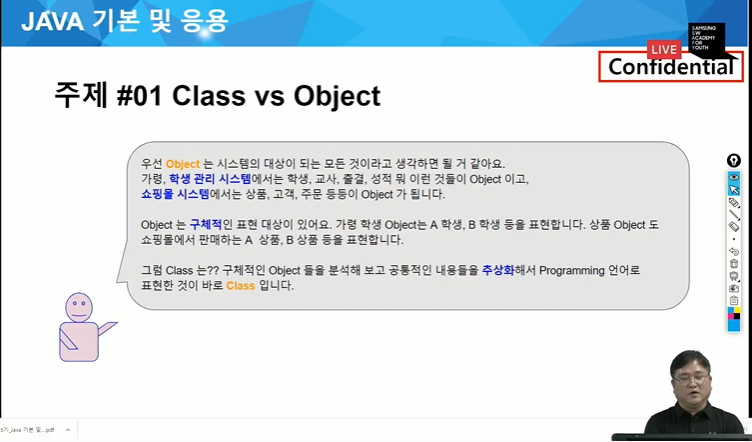 JAVA 기본 및 응용
SAMSUNG
SW
ACADEMY
FOR
YOUTH
LIVE
Confidential
주제 #01 Class vs Object
우선 Object 는 시스템의 대상이 되는 모든 것이라고 생각하면 될 거 같아요.
가령, 학생 관리 시스템에서는 학생, 교사, 출결, 성적 뭐 이런 것들이 Object 이고,
쇼핑몰 시스템에서는 상품, 고객, 주문 등등이 Object 가 됩니다.
Object 는 구체적인 표현 대상이 있어요. 가령 학생 Object는 A 학생, B 학생 등을 표현합니다. 상품 Object 도
쇼핑몰에서 판매하는 A 상품, B 상품 등을 표현합니다.
그럼 Class 는?? 구체적인 Object 들을 분석해 보고 공통적인 내용들을 추상화해서 Programming 언어로
표현한 것이 바로 Class 입니다.
5기_Java 기본 및....pdf